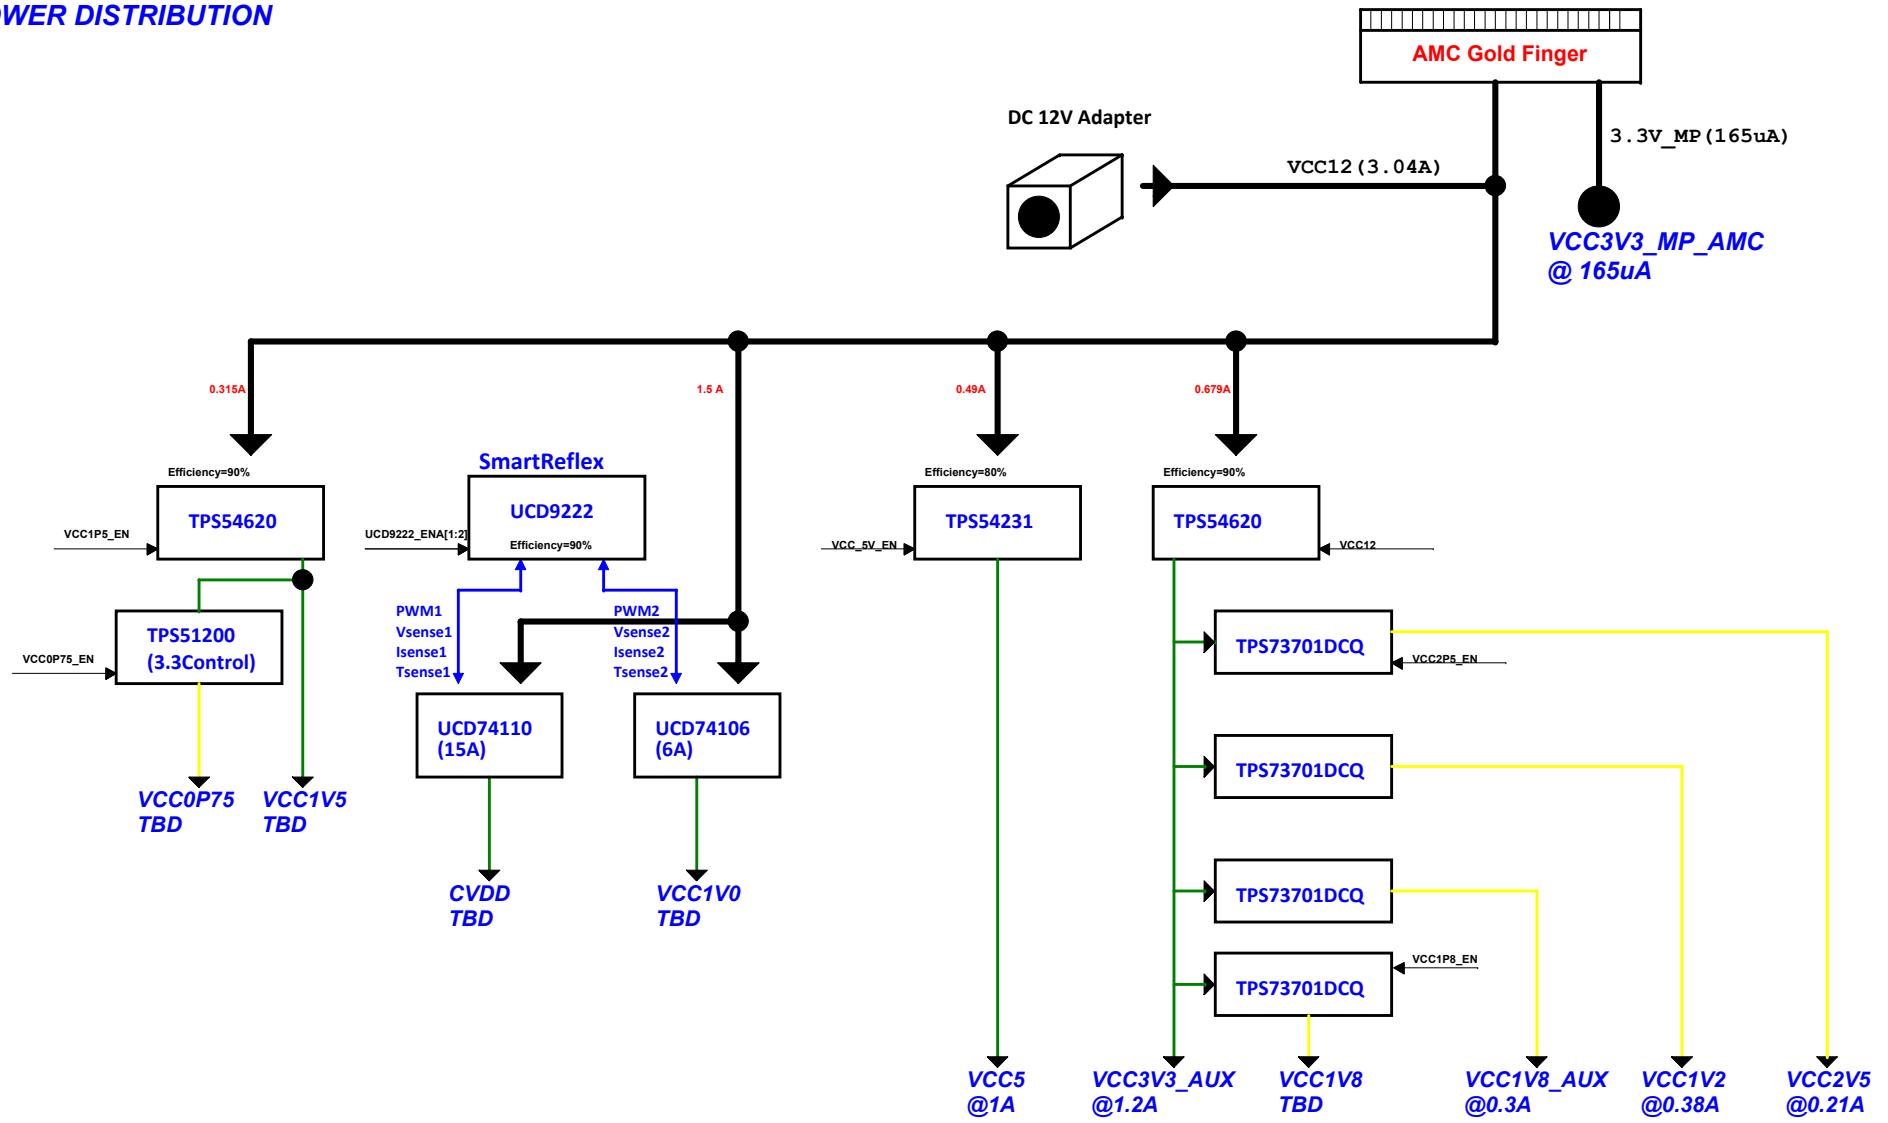 OWER DISTRIBUTION
AMC Gold Finger
DC 12V Adapter
3.3V_MP(165uA)
VCC12(3.04A)
VCC3V3_MP_AMC
@ 165uA
0.315A
1.5 A
0.49A
0.679A
Efficiency=90%
TPS54620
VCC1P5_EN
TPS51200
(3.3Control)
VCC0P75_EN
VCC0P75
TBD
VCC1V5
TBD
SmartReflex
UCD9222
Efficiency=90%
UCD9222_ENA[1:2]
PWM1
Vsense1
Isense1
Tsense1
PWM2
Vsense2
Isense2
Tsense2
UCD74110
(15A)
UCD74106
(6A)
CVDD
TBD
VCC1V0
TBD
Efficiency=80%
TPS54231
VCC_5V_EN
Efficiency=90%
TPS54620
VCC12
TPS73701DCQ
VCC2P5_EN
TPS73701DCQ
TPS73701DCQ
TPS73701DCQ
VCC1P8_EN
VCC5
@1A
VCC3V3_AUX
@1.2A
VCC1V8
TBD
VCC1V8_AUX
@0.3A
VCC1V2
@0.38A
VCC2V5
@0.21A